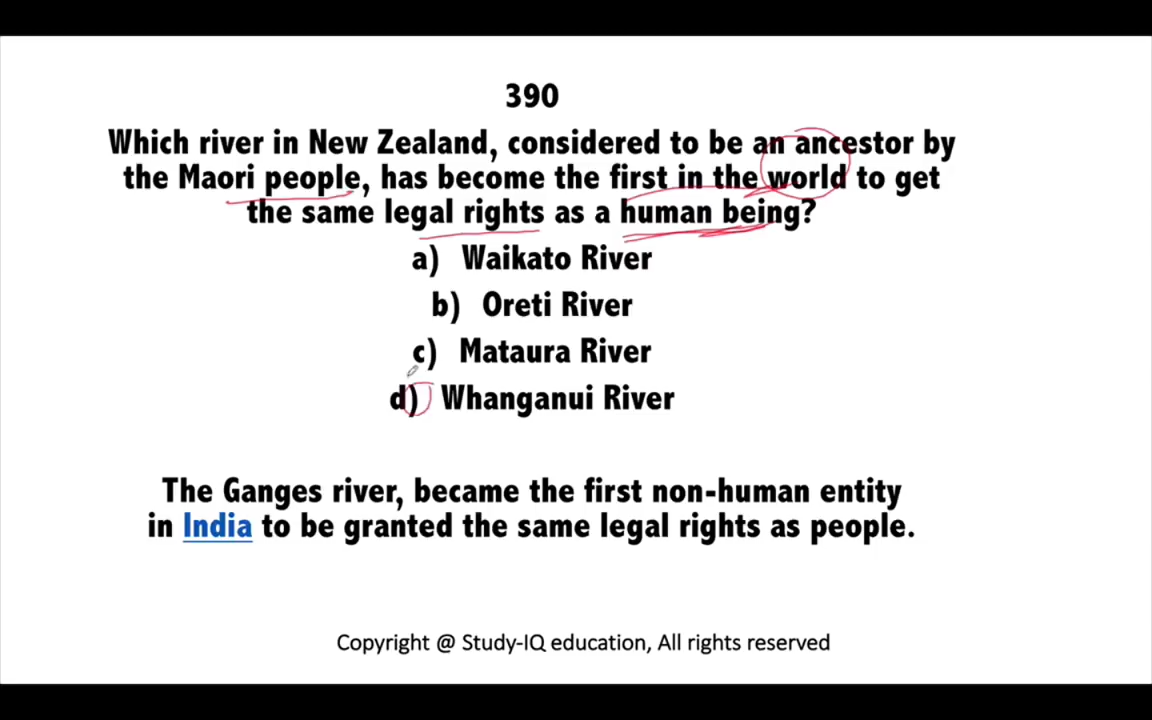 390
Which river in New Zealand, considered to be an ancestor by
the Maori people, has become the first in the world to get
the same legal rights as a human being?
a) Waikato River
b) Oreti River
c) Mataura River
d) Whanganui River
The Ganges river, became the first non-human entity
in India to be granted the same legal rights as people.
Copyright @ Study-IQ education, All rights reserved